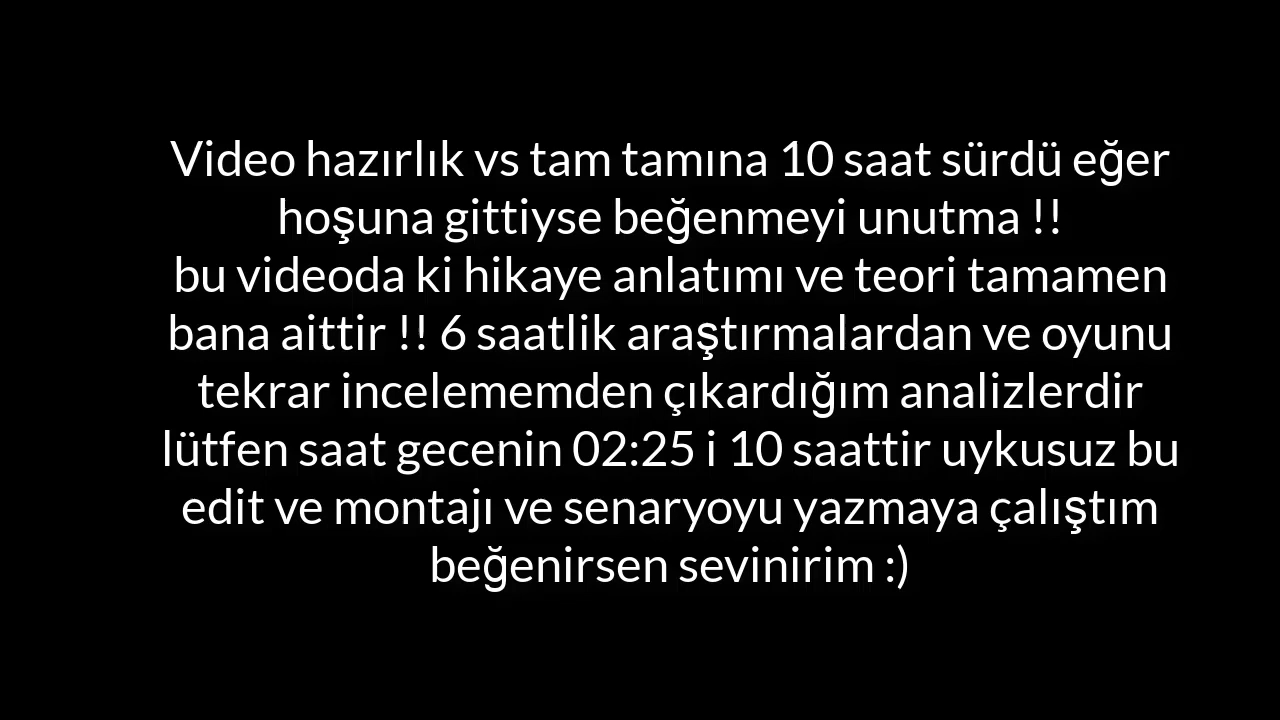 Video hazırlık vs tam tamına 10 saat sürdü eğer
hoşuna gittiyse beğenmeyi unutma !!
bu videoda ki hikaye anlatımı ve teori tamamen
bana aittir !! 6 saatlik araştırmalardan ve oyunu
tekrar incelememden çıkardığım analizlerdir
lütfen saat gecenin 02:25 i 10 saattir uykusuz bu
edit ve montajı ve senaryoyu yazmaya çalıştım
beğenirsen sevinirim :)